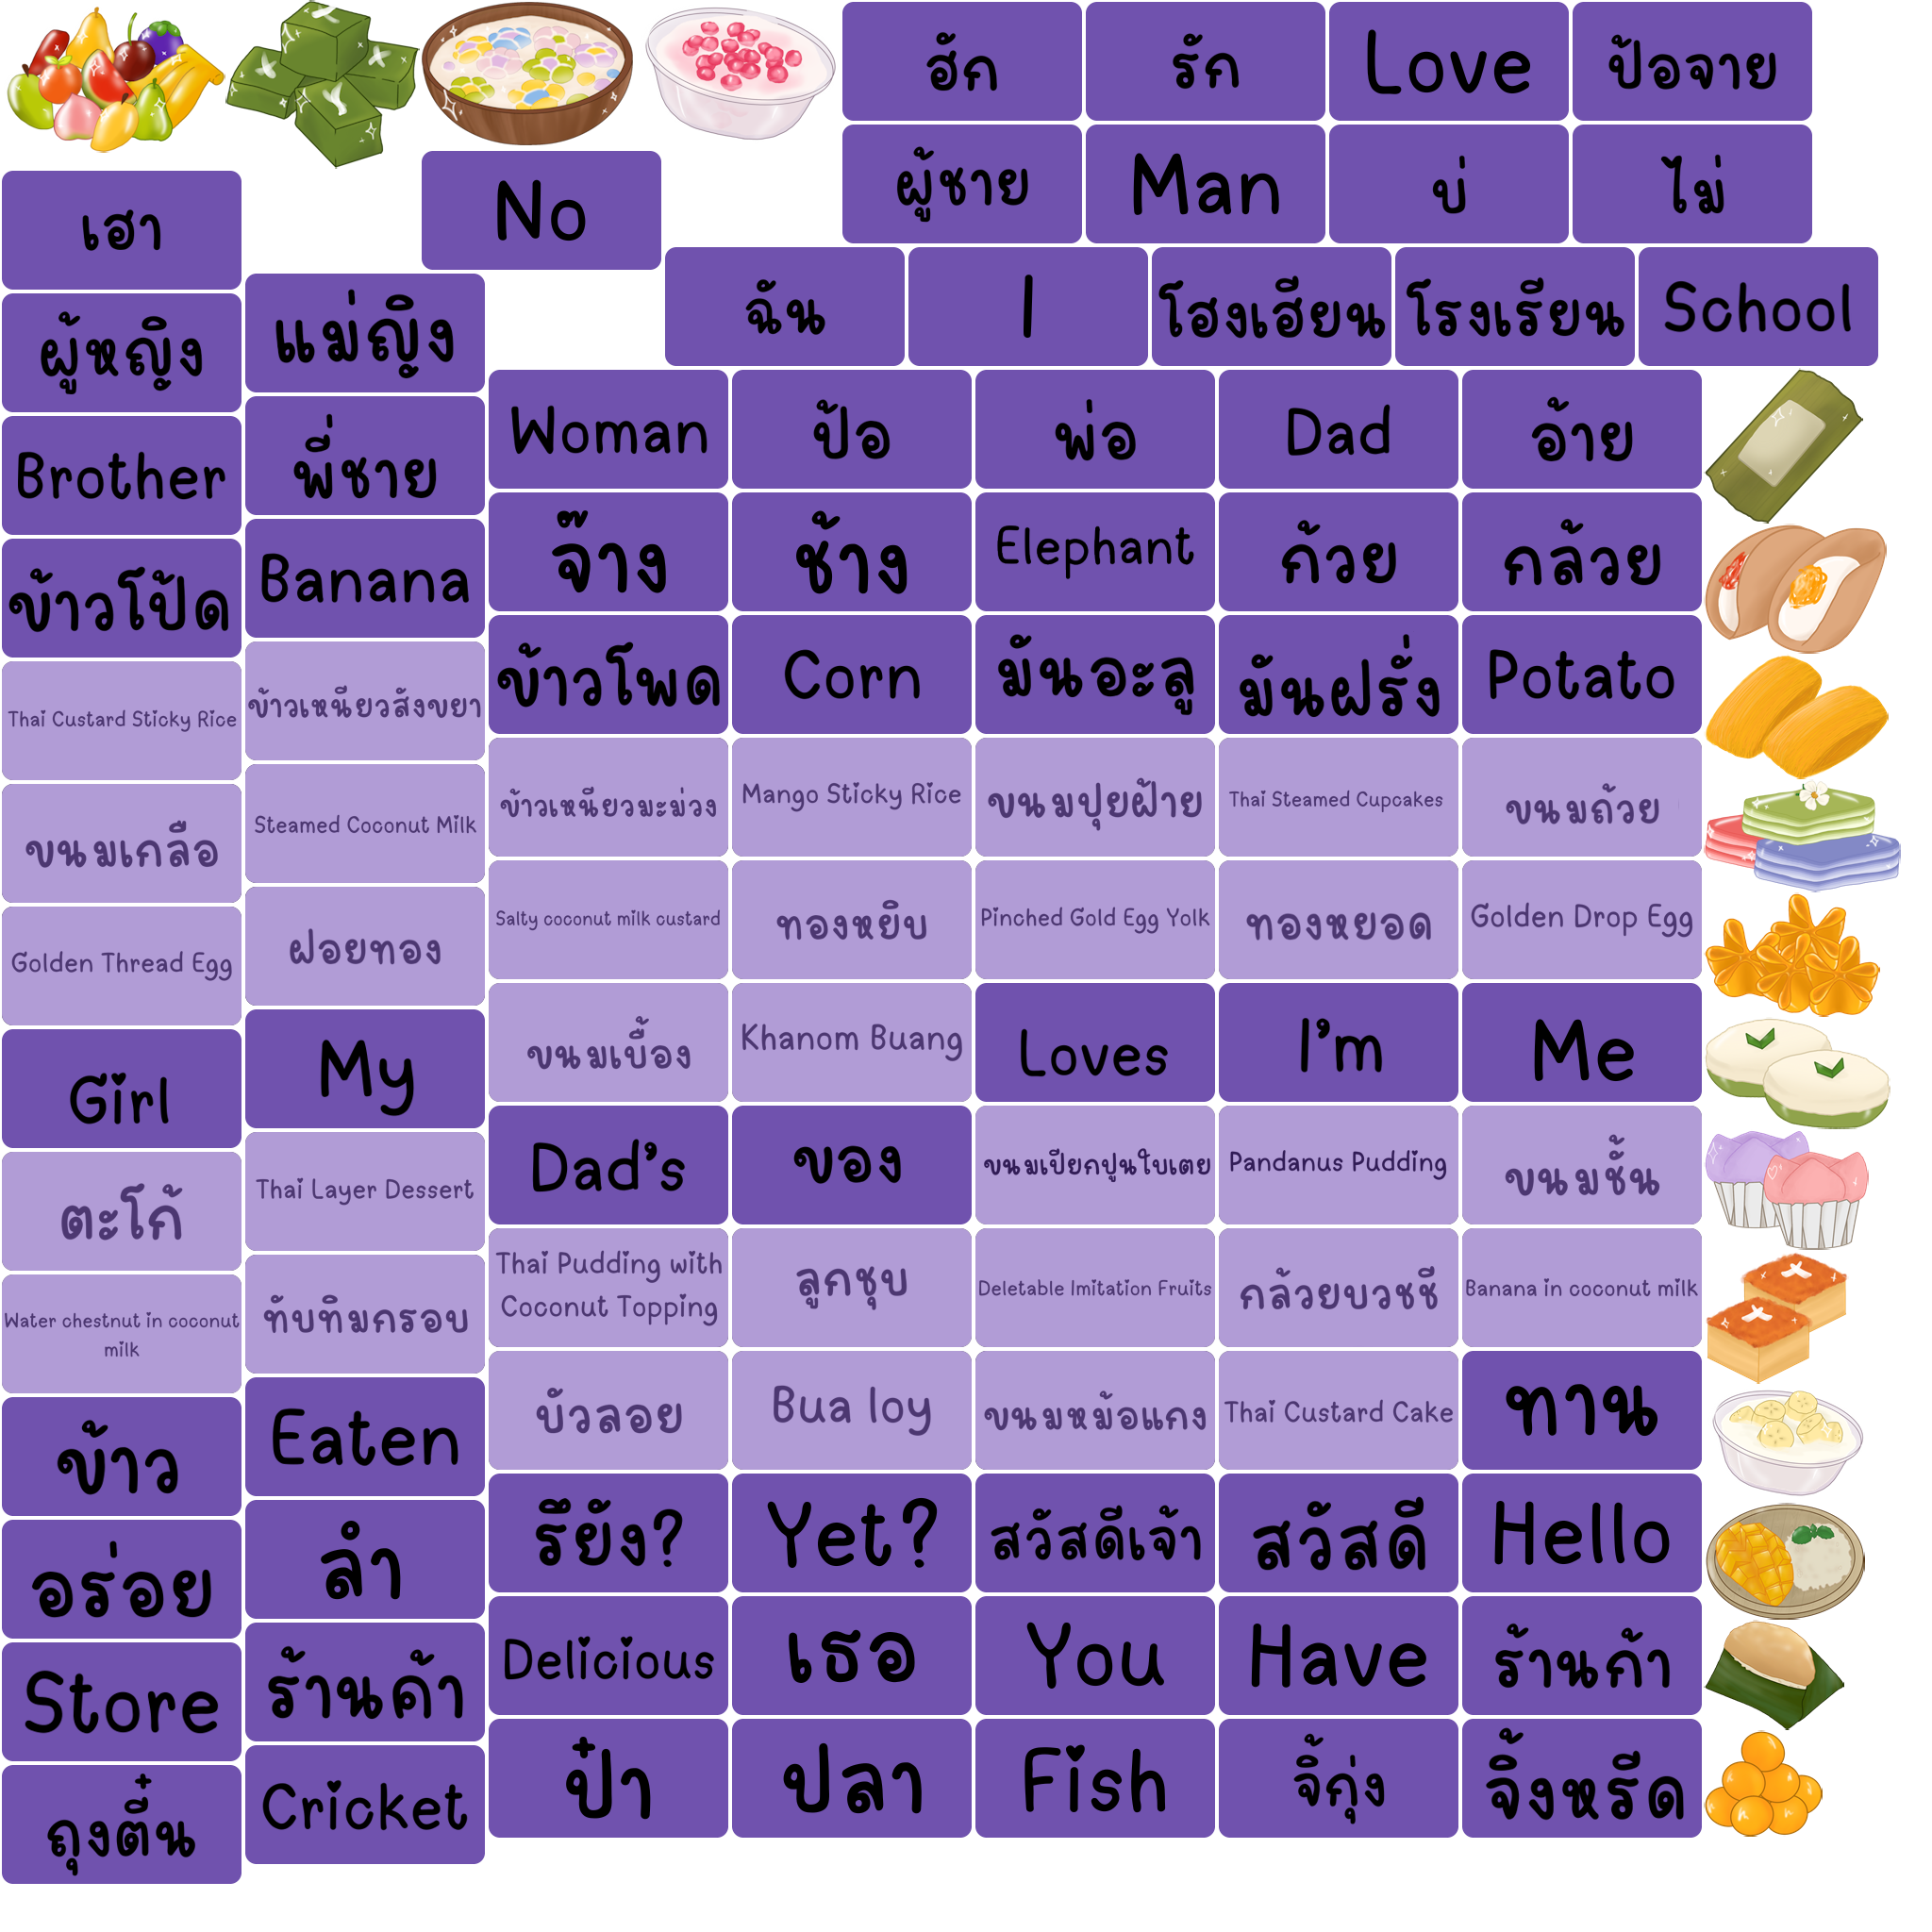 ฮัก
รัก
Love
ป้อจาย
ผู้ชาย
Man
บ่
ไม่
No
เฮา
ฉัน
I
โฮงเฮียน
โรงเรียน
School
แม่ญิง
ผู้หญิง
Woman
ป้อ
พ่อ
Dad
อ้าย
พี่ชาย
Brother
จ๊าง
ช้าง
Elephant
ก้วย
กล้วย
Banana
ข้าวโป้ด
ข้าวโพด
Corn
มันอะลู
มันฝรั่ง
Potato
ข้าวเหนียวสังขยา
Thai Custard Sticky Rice
ข้าวเหนียวมะม่วง
Mango Sticky Rice
ขนมปุยฝ้าย
Thai Steamed Cupcakes
ขนมถ้วย
Steamed Coconut Milk
ขนมเกลือ
Salty coconut milk custard
ทองหยิบ
Pinched Gold Egg Yolk
ทองหยอด
Golden Drop Egg
ฝอยทอง
Golden Thread Egg
ขนมเบื้อง
Khanom Buang
Loves
I'm
Me
My
Girl
Dad's
ของ
ขนมเปียกปูนใบเตย
Pandanus Pudding
ขนมชั้น
Thai Layer Dessert
ตะโก้
Thai Pudding with
Coconut Topping
ลูกชุบ
Deletable Imitation Fruits
กล้วยบวชชี
Banana in coconut milk
ทับทิมกรอบ
Water chestnut in coconut
milk
บัวลอย
Bua loy
ขนมหม้อแกง
Thai Custard Cake
ทาน
Eaten
ข้าว
รึยัง?
Yet?
สวัสดีเจ้า
สวัสดี
Hello
ลำ
อร่อย
Delicious
เธอ
You
Have
ร้านก้า
ร้านค้า
Store
ป๋า
ปลา
Fish
จิ้กุ่ง
จิ้งหรีด
Cricket
ถุงตี๋น